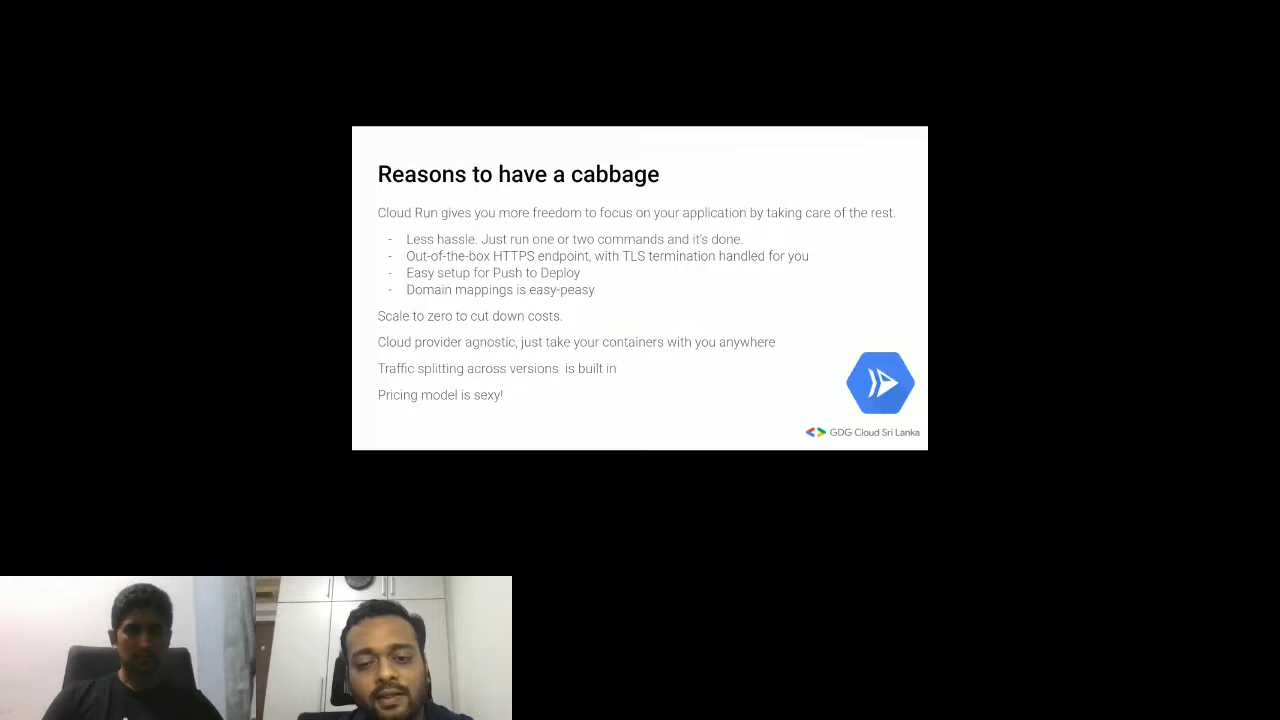 Reasons to have a cabbage
Cloud Run gives you more freedom to focus on your application by taking care of the rest.
- Less hassle. Just run one or two commands and it's done.
- Out-of-the-box HTTPS endpoint, with TLS termination handled for you
- Easy setup for Push to Deploy
- Domain mappings is easy-peasy
Scale to zero to cut down costs.
Cloud provider agnostic, just take your containers with you anywhere
Traffic splitting across versions is built in
Pricing model is sexy!
GDG Cloud Sri Lanka